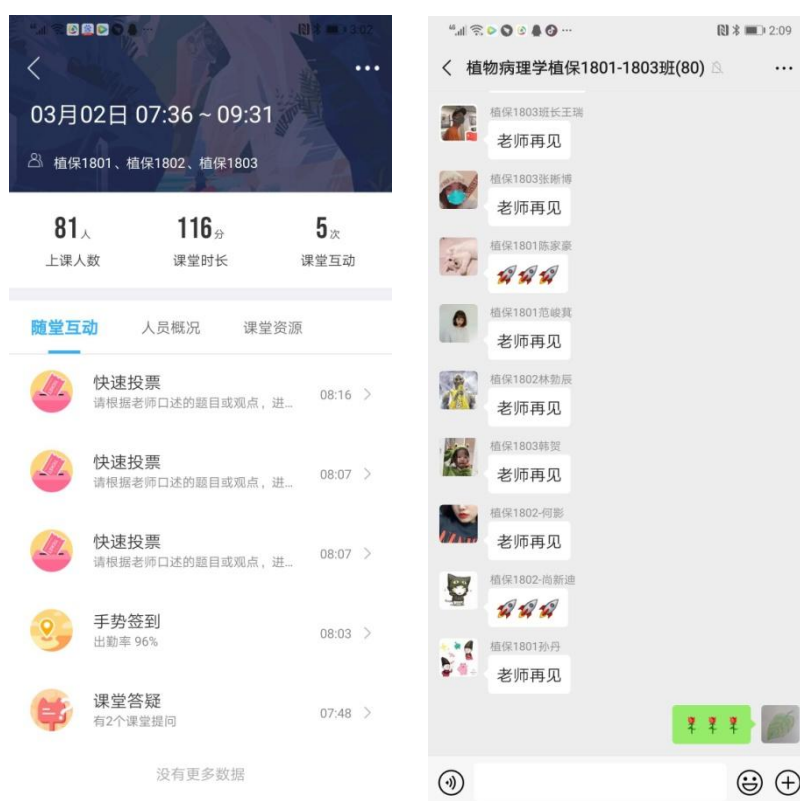 3:02
03月02日 07:36 ~ 09:31
植保1801、植保1802、植保1803
81人
116分
5次
上课人数
课堂时长
课堂互动
随堂互动
人员概况
课堂资源
快速投票
08:16
请根据老师口述的题目或观点，进...
快速投票
08:07
请根据老师口述的题目或观点，进...
快速投票
08:07
请根据老师口述的题目或观点，进...
手势签到
08:03
出勤率 96%
课堂答疑
07:48
有2个课堂提问
没有更多数据
2:09
植物病理学植保1801-1803班(80)
植保1803班长王瑞
老师再见
植保1803张晰博
老师再见
植保1801陈家豪
植保1801范峻萁
老师再见
植保1802林勃辰
老师再见
植保1803韩贺
老师再见
植保1802-何影
老师再见
植保1802-尚新迪
植保1801孙丹
老师再见